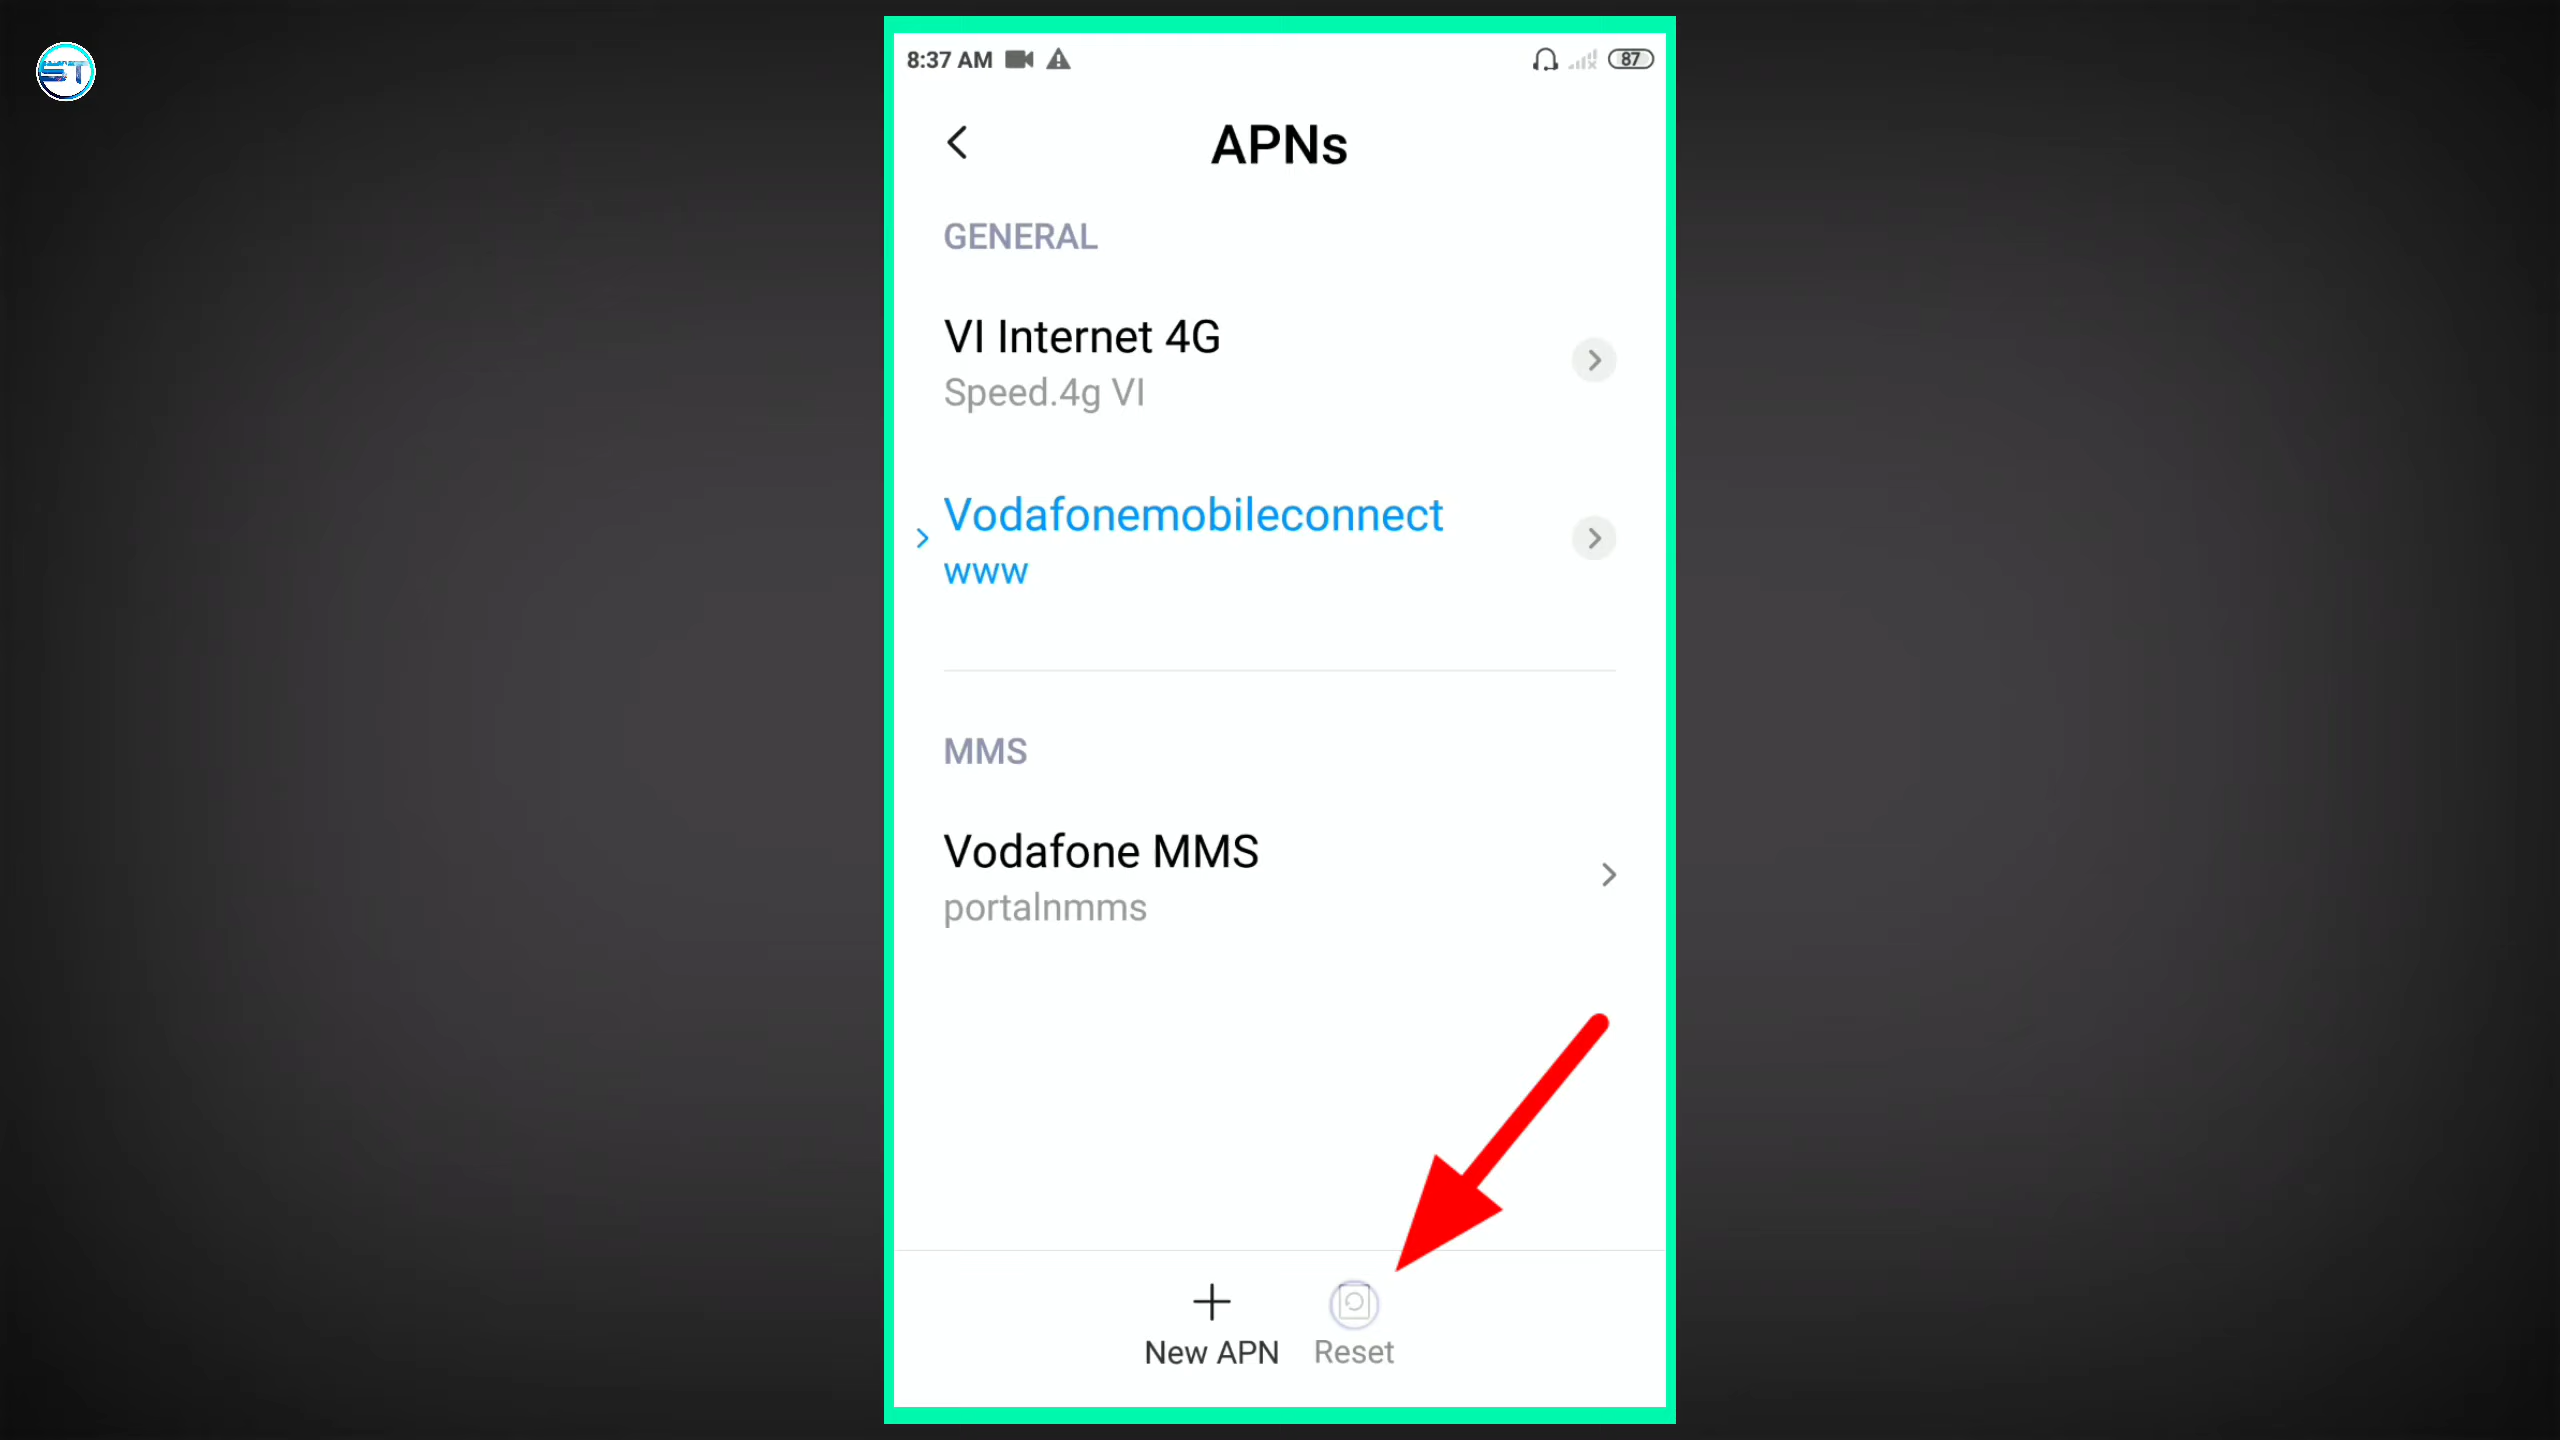 ST
8:37 AM
87
APNs
GENERAL
VI Internet 4G
Speed.4g VI
Vodafonemobileconnect
www
MMS
Vodafone MMS
portalnmms
New APN
Reset